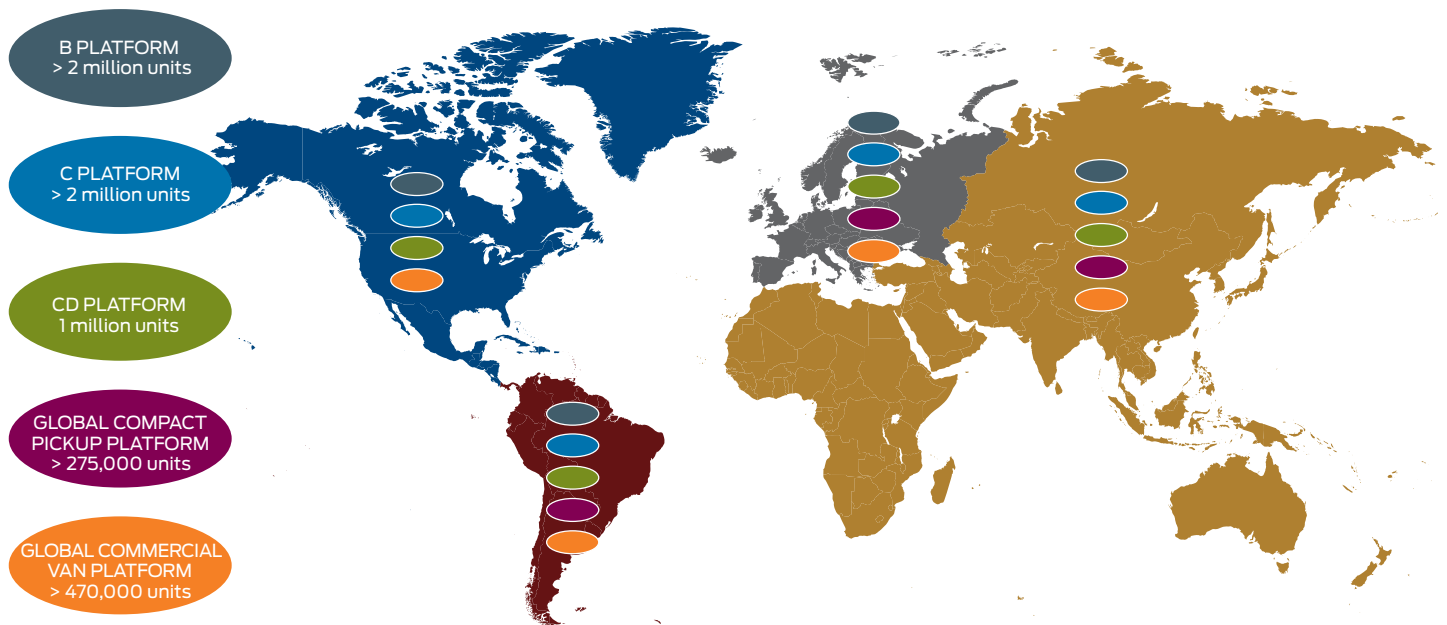 B PLATFORM
> 2 million units
C PLATFORM
> 2 million units
CD PLATFORM
1 million units
GLOBAL COMPACT
PICKUP PLATFORM
> 275,000 units
GLOBAL COMMERCIAL
VAN PLATFORM
> 470,000 units